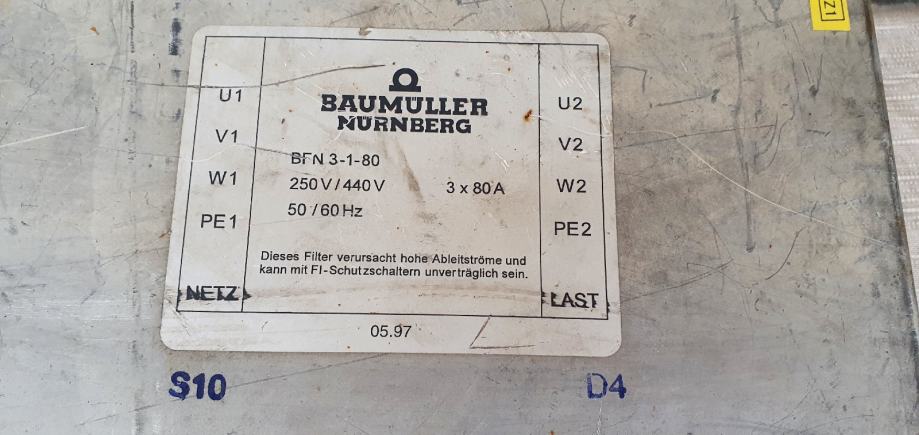 Z1
BAUMÜLLER
NÜRNBERG
U1
V1
W1
PE1
NETZ
BFN 3-1-80
250V/440V 3 x 80A
50/60Hz
Dieses Filter verursacht hohe Ableitströme und
kann mit FI-Schutzschaltern unverträglich sein.
U2
V2
W2
PE2
LAST
05.97
S10
D4